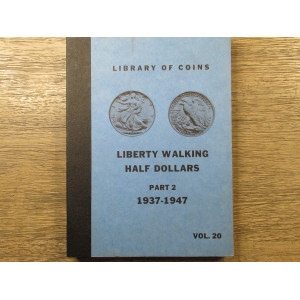 LIBRARY OF COINS
LIBERTY WALKING
HALF DOLLARS
PART 2
1937-1947
VOL. 20